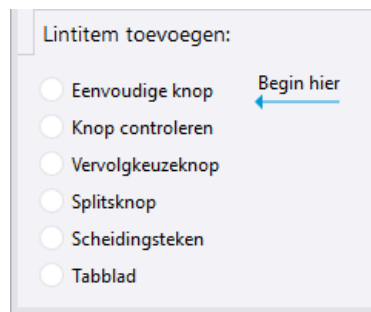 Lintitem toevoegen:
Eenvoudige knop
Begin hier
Knop controleren
Vervolgkeuzeknop
Splitsknop
Scheidingsteken
Tabblad